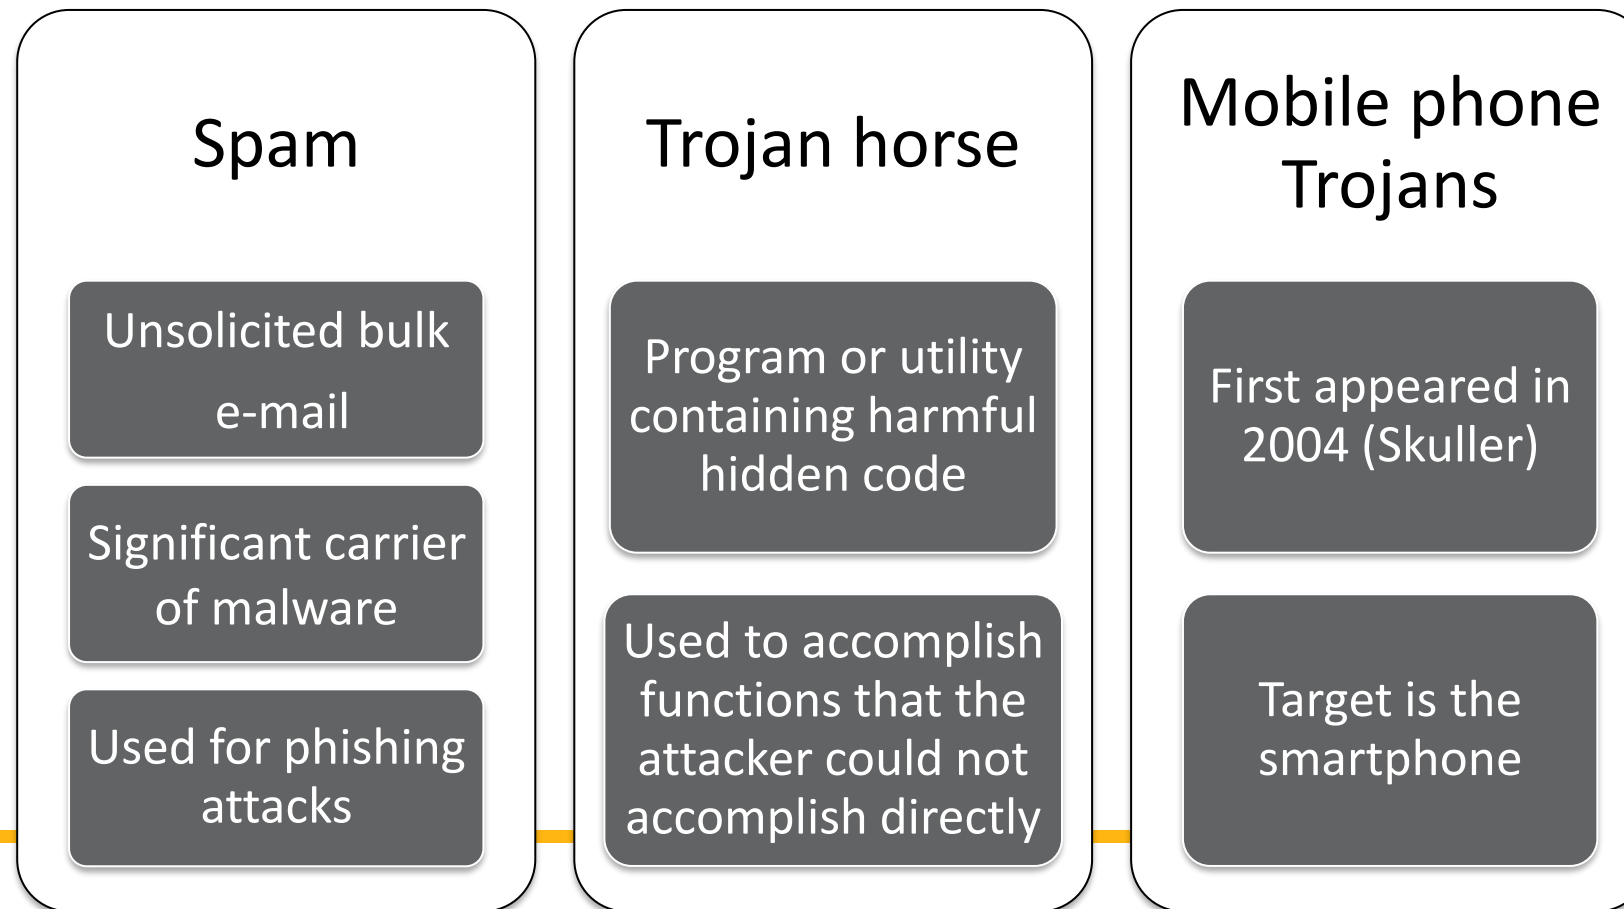 Spam
Unsolicited bulk
e-mail
Significant carrier
of malware
Used for phishing
attacks
Trojan horse
Program or utility
containing harmful
hidden code
Used to accomplish
functions that the
attacker could not
accomplish directly
Mobile phone
Trojans
First appeared in
2004 (Skuller)
Target is the
smartphone